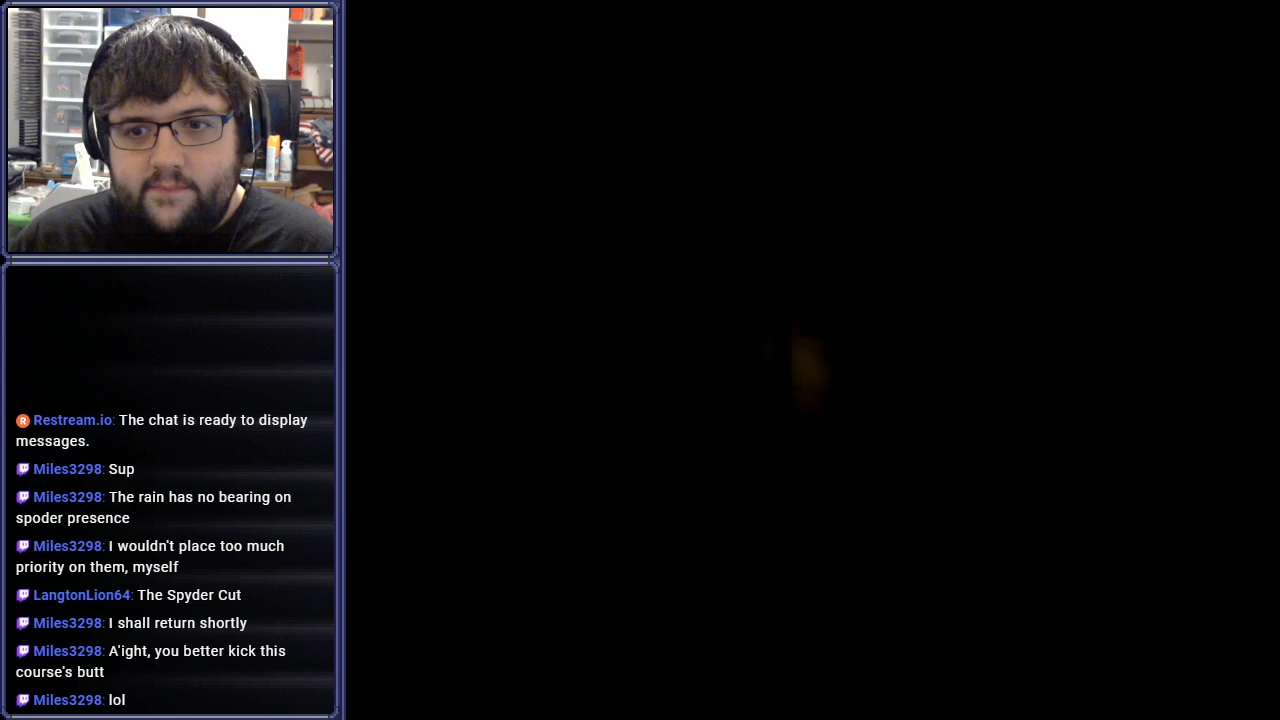 Restream.io: The chat is ready to display
messages.
Miles3298: Sup
Miles3298: The rain has no bearing on
spoder presence
Miles3298: I wouldn't place too much
priority on them, myself
LangtonLion64: The Spyder Cut
Miles3298: I shall return shortly
Miles3298: A'ight, you better kick this
course's butt
Miles3298: lol